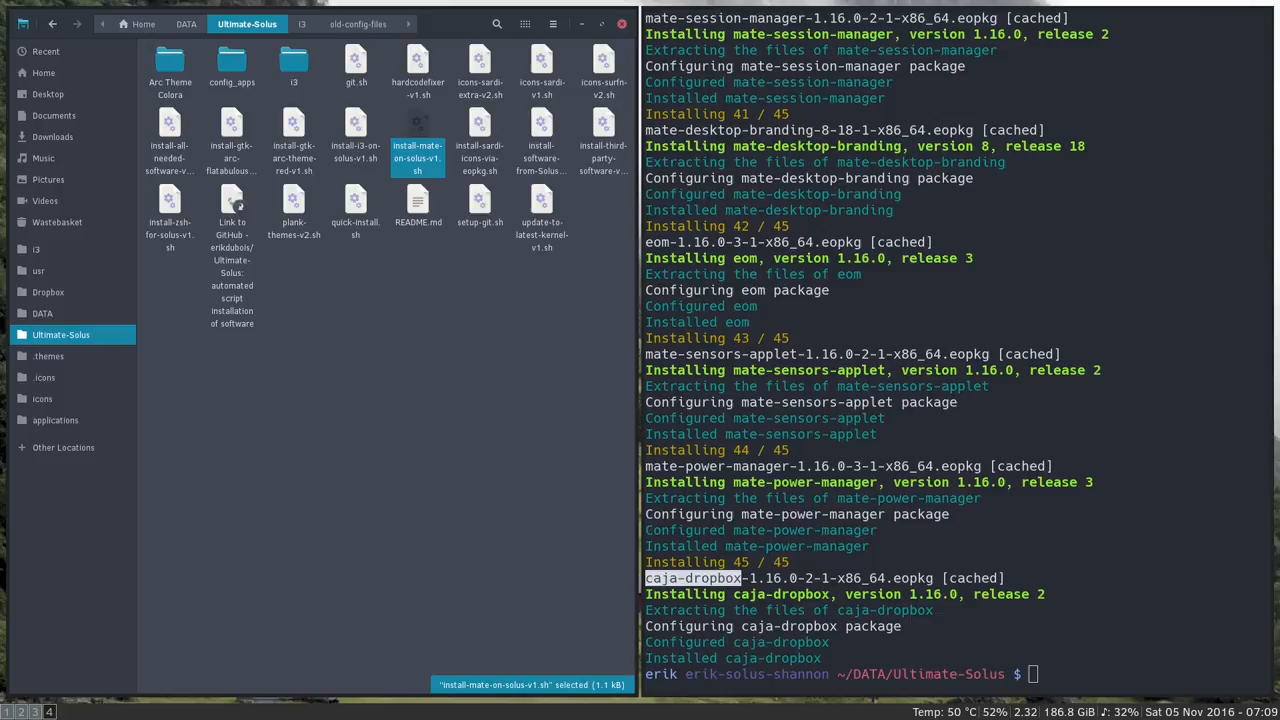 Home
DATA
Ultimate-Solus
i3
old-config-files
Recent
Home
Desktop
Documents
Downloads
Music
Pictures
Videos
Wastebasket
i3
usr
Dropbox
DATA
Ultimate-Solus
.themes
.icons
icons
applications
Other Locations
Arc Theme
Colora
config_apps
i3
git.sh
hardcodefixer
-v1.sh
icons-sardi-
extra-v2.sh
icons-sardi-
v1.sh
icons-surfn-
v2.sh
install-all-
needed-
software-v...
install-gtk-
arc-
flatabulous...
install-gtk-
arc-theme-
red-v1.sh
install-i3-on-
solus-v1.sh
install-mate-
on-solus-v1.
sh
install-sardi-
icons-via-
eopkg.sh
install-
software-
from-Solus...
install-third-
party-
software-v...
install-zsh-
for-solus-v1.
sh
Link to
GitHub -
erikdubois/
Ultimate-
Solus:
automated
script
installation
of software
plank-
themes-v2.sh
quick-install.
sh
README.md
setup-git.sh
update-to-
latest-kernel-
v1.sh
"install-mate-on-solus-v1.sh" selected (1.1 kB)
mate-session-manager-1.16.0-2-1-x86_64.eopkg [cached]
Installing mate-session-manager, version 1.16.0, release 2
Extracting the files of mate-session-manager
Configuring mate-session-manager package
Configured mate-session-manager
Installed mate-session-manager
Installing 41 / 45
mate-desktop-branding-8-18-1-x86_64.eopkg [cached]
Installing mate-desktop-branding, version 8, release 18
Extracting the files of mate-desktop-branding
Configuring mate-desktop-branding package
Configured mate-desktop-branding
Installed mate-desktop-branding
Installing 42 / 45
eom-1.16.0-3-1-x86_64.eopkg [cached]
Installing eom, version 1.16.0, release 3
Extracting the files of eom
Configuring eom package
Configured eom
Installed eom
Installing 43 / 45
mate-sensors-applet-1.16.0-2-1-x86_64.eopkg [cached]
Installing mate-sensors-applet, version 1.16.0, release 2
Extracting the files of mate-sensors-applet
Configuring mate-sensors-applet package
Configured mate-sensors-applet
Installed mate-sensors-applet
Installing 44 / 45
mate-power-manager-1.16.0-3-1-x86_64.eopkg [cached]
Installing mate-power-manager, version 1.16.0, release 3
Extracting the files of mate-power-manager
Configuring mate-power-manager package
Configured mate-power-manager
Installed mate-power-manager
Installing 45 / 45
caja-dropbox-1.16.0-2-1-x86_64.eopkg [cached]
Installing caja-dropbox, version 1.16.0, release 2
Extracting the files of caja-dropbox
Configuring caja-dropbox package
Configured caja-dropbox
Installed caja-dropbox
erik erik-solus-shannon ~/DATA/Ultimate-Solus $
1 2 3 4
Temp: 50 °C | 52% | 2.32 | 186.8 GiB | ♪: 32% | Sat 05 Nov 2016 - 07:09